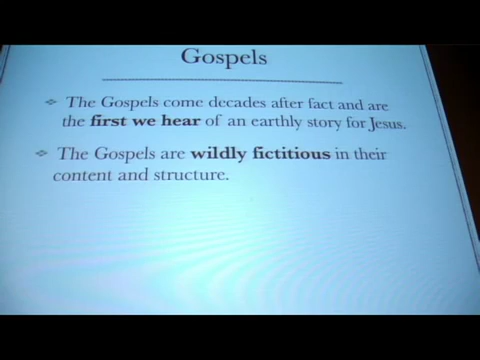 Gospels
The Gospels come decades after fact and are
the first we hear of an earthly story for Jesus.
The Gospels are wildly fictitious in their
content and structure.